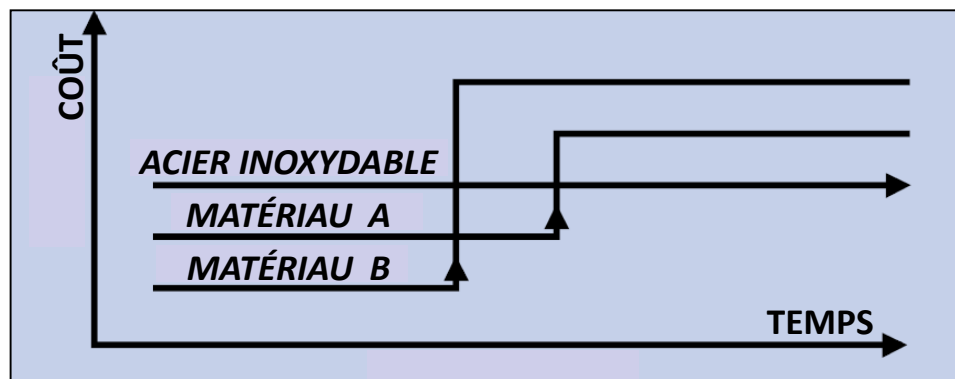 COÛT
ACIER INOXYDABLE
MATÉRIAU A
MATÉRIAU B
TEMPS